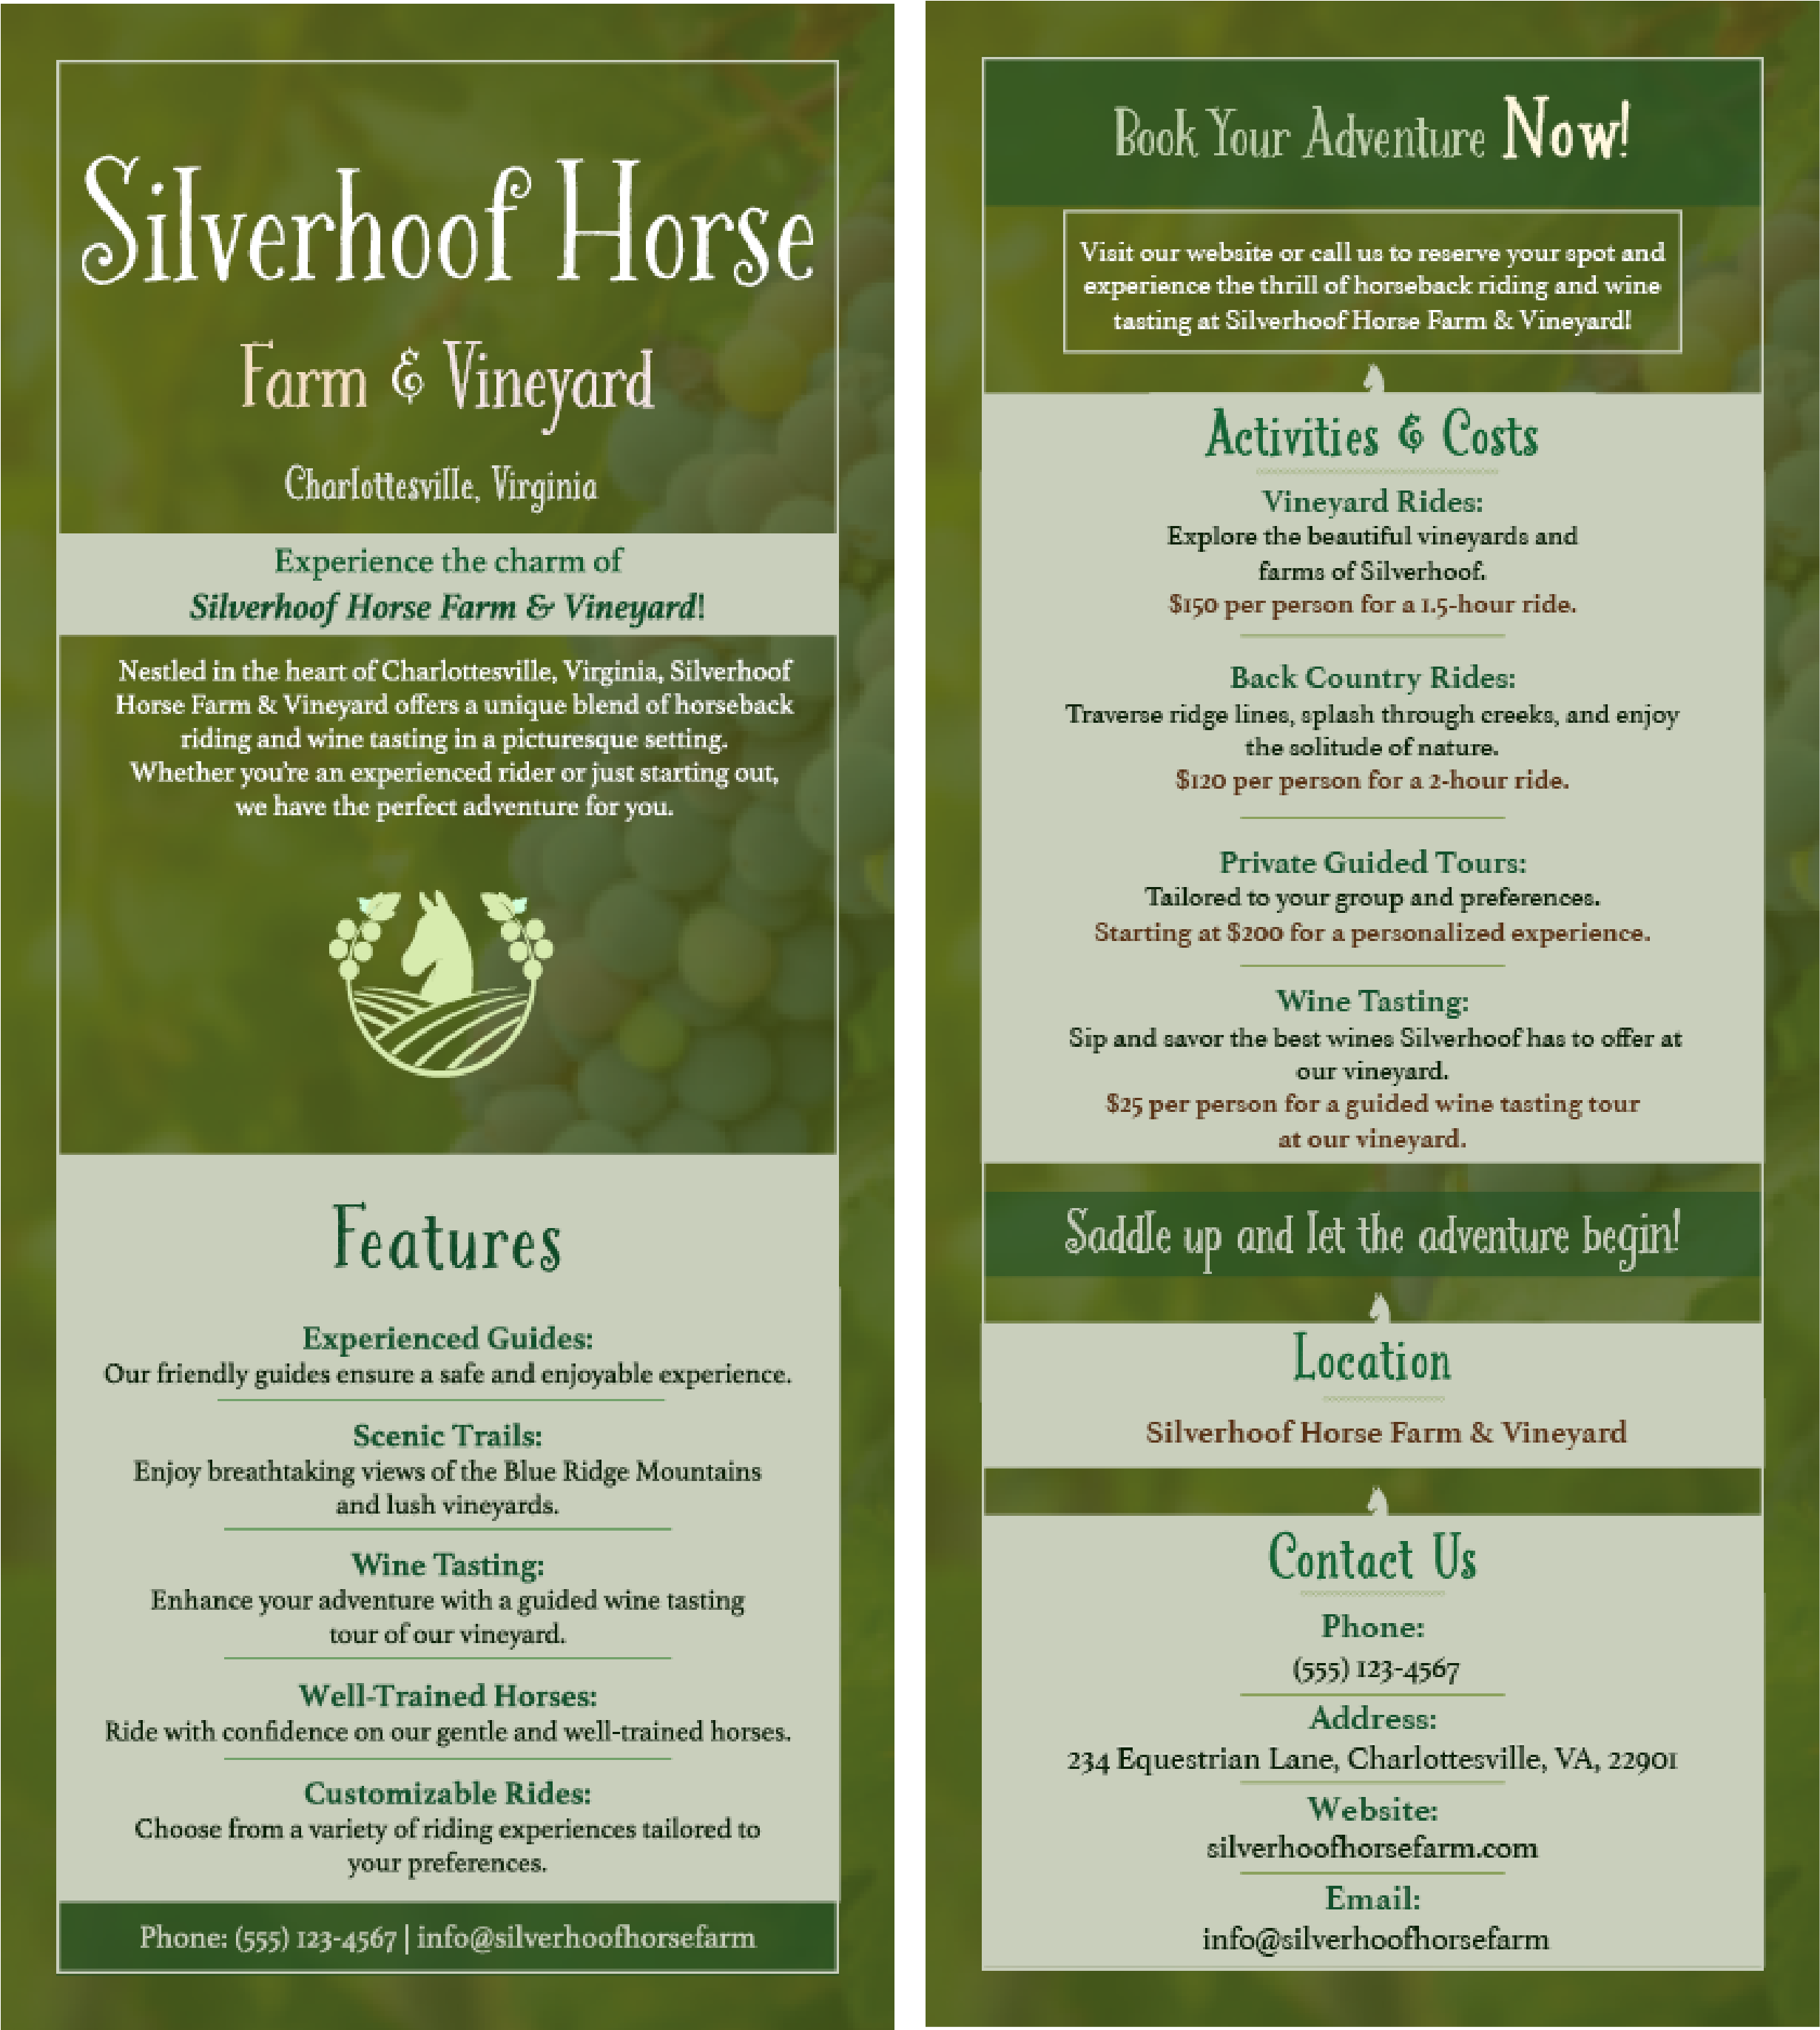 Silverhoof Horse
Farm & Vineyard
Charlottesville, Virginia
Experience the charm of
Silverhoof Horse Farm & Vineyard!
Nestled in the heart of Charlottesville, Virginia, Silverhoof
Horse Farm & Vineyard offers a unique blend of horseback
riding and wine tasting in a picturesque setting.
Whether you're an experienced rider or just starting out,
we have the perfect adventure for you.
Features
Experienced Guides:
Our friendly guides ensure a safe and enjoyable experience.
Scenic Trails:
Enjoy breathtaking views of the Blue Ridge Mountains
and lush vineyards.
Wine Tasting:
Enhance your adventure with a guided wine tasting
tour of our vineyard.
Well-Trained Horses:
Ride with confidence on our gentle and well-trained horses.
Customizable Rides:
Choose from a variety of riding experiences tailored to
your preferences.
Phone: (555) 123-4567 | info@silverhoofhorsefarm
Book Your Adventure Now!
Visit our website or call us to reserve your spot and
experience the thrill of horseback riding and wine
tasting at Silverhoof Horse Farm & Vineyard!
Activities & Costs
Vineyard Rides:
Explore the beautiful vineyards and
farms of Silverhoof.
$150 per person for a 1.5-hour ride.
Back Country Rides:
Traverse ridge lines, splash through creeks, and enjoy
the solitude of nature.
$120 per person for a 2-hour ride.
Private Guided Tours:
Tailored to your group and preferences.
Starting at $200 for a personalized experience.
Wine Tasting:
Sip and savor the best wines Silverhoof has to offer at
our vineyard.
$25 per person for a guided wine tasting tour
at our vineyard.
Saddle up and let the adventure begin!
Location
Silverhoof Horse Farm & Vineyard
Contact Us
Phone:
(555) 123-4567
Address:
234 Equestrian Lane, Charlottesville, VA, 22901
Website:
silverhoofhorsefarm.com
Email:
info@silverhoofhorsefarm